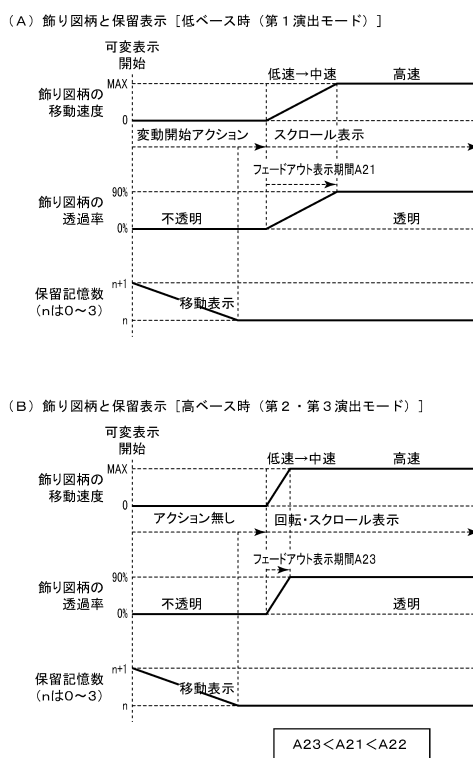 （A）飾り図柄と保留表示［低ベース時（第１演出モード）］
可変表示
開始
低速→中速
高速
飾り図柄の
移動速度
MAX
0
変動開始アクション
スクロール表示
フェードアウト表示期間A21
飾り図柄の
透過率
90%
0%
不透明
透明
保留記憶数
（nは0～3）
n+1
n
移動表示
（B）飾り図柄と保留表示［高ベース時（第２・第３演出モード）］
可変表示
開始
低速→中速
高速
飾り図柄の
移動速度
MAX
0
アクション無し
回転・スクロール表示
フェードアウト表示期間A23
飾り図柄の
透過率
90%
0%
不透明
透明
保留記憶数
（nは0～3）
n+1
n
移動表示
A23＜A21＜A22